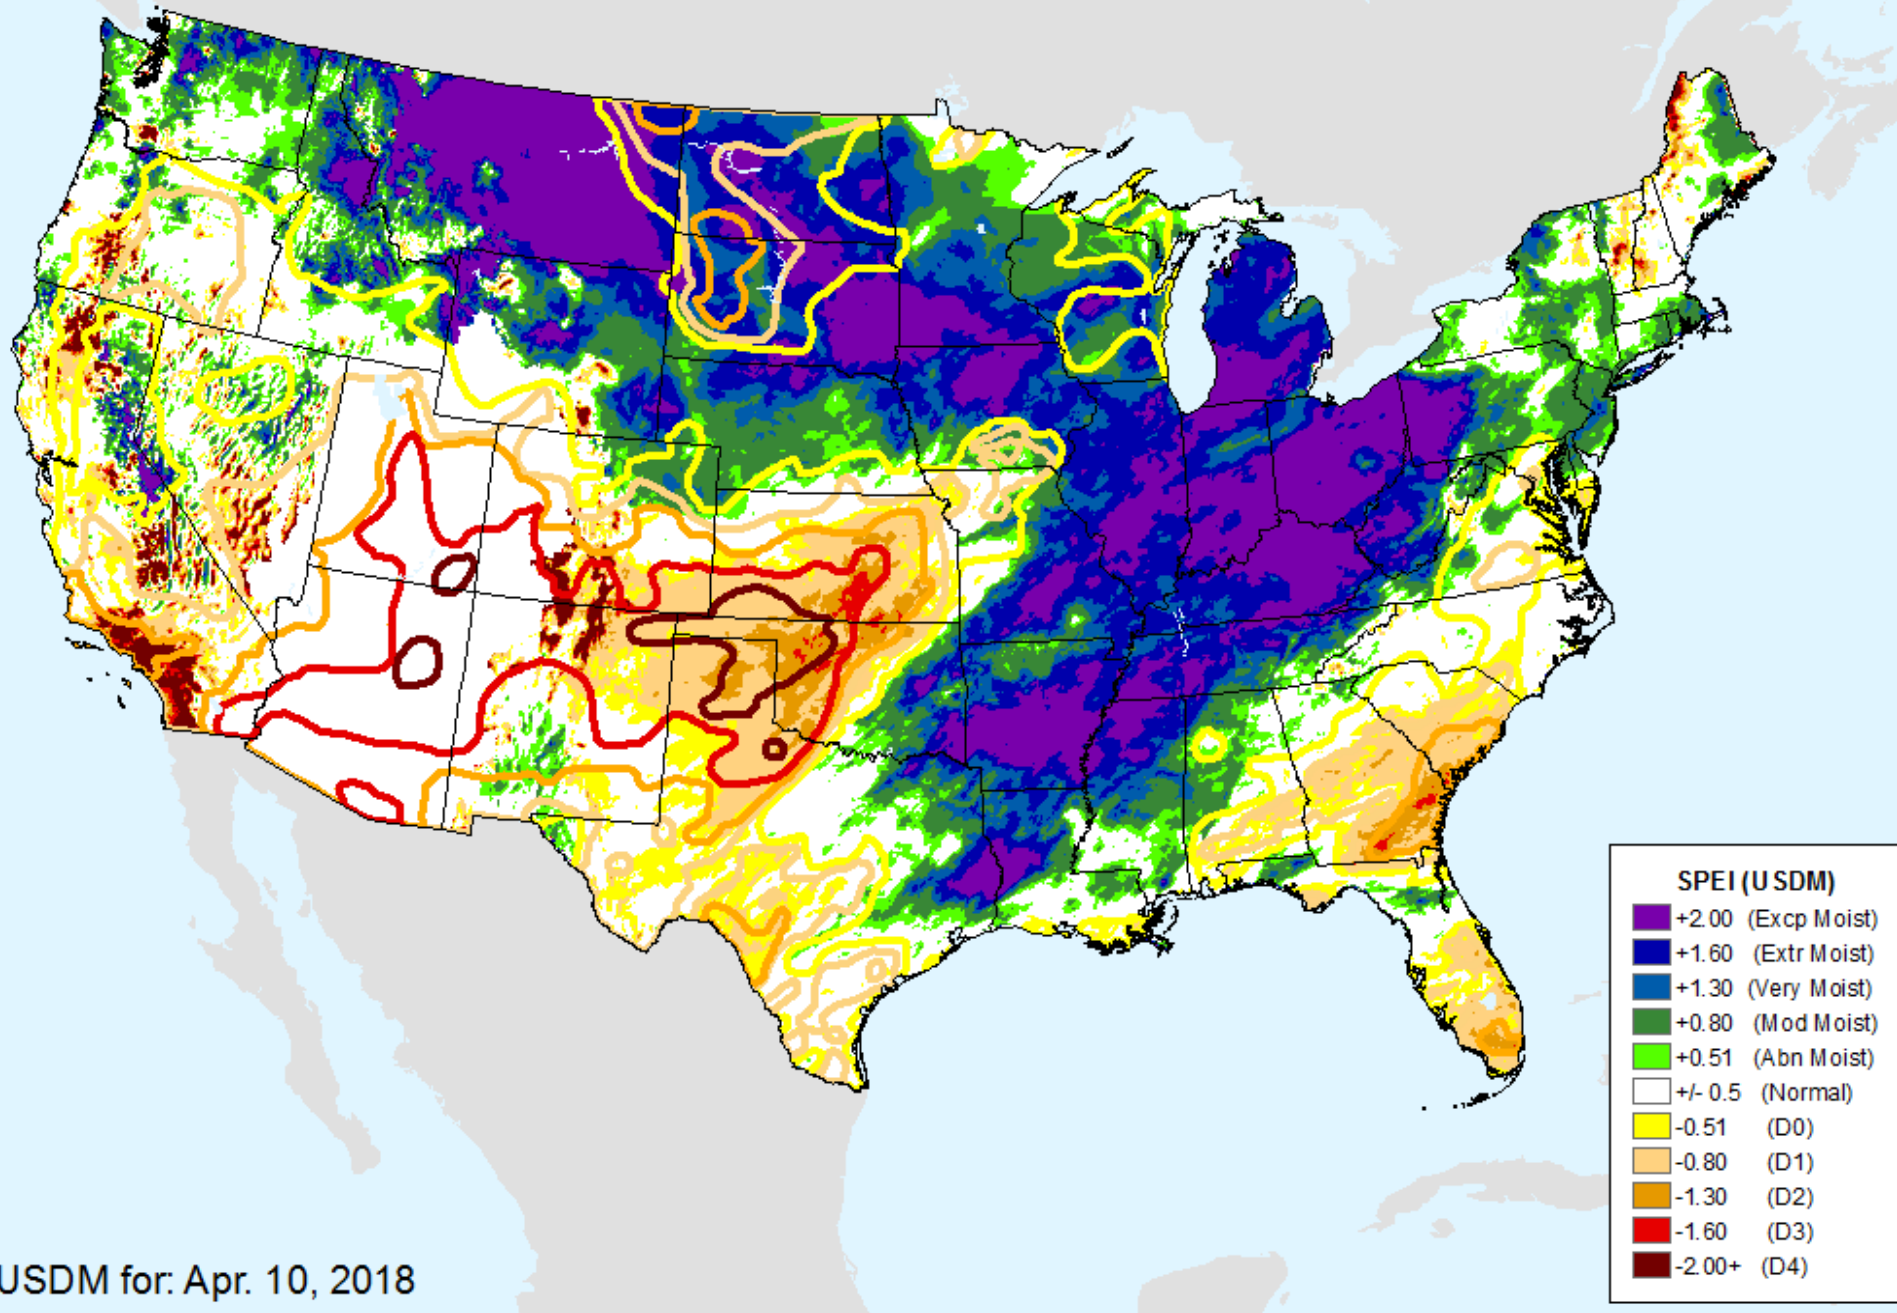 SPEI (USDM)
+2.00 (Excp Moist)
+1.60 (Extr Moist)
+1.30 (Very Moist)
+0.80 (Mod Moist)
+0.51 (Abn Moist)
+/- 0.5 (Normal)
-0.51 (D0)
-0.80 (D1)
-1.30 (D2)
-1.60 (D3)
-2.00+ (D4)
USDM for: Apr. 10, 2018